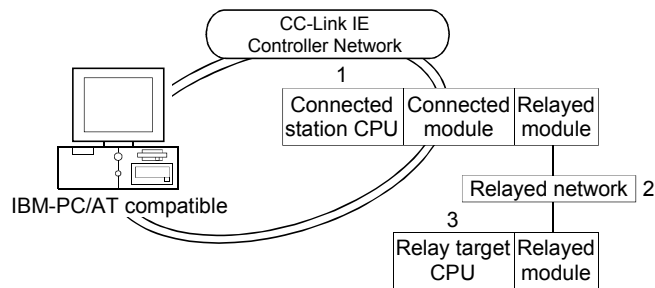 CC-Link IE
Controller Network
1
Connected
station CPU
Connected
module
Relayed
module
IBM-PC/AT compatible
Relayed network
2
3
Relay target
CPU
Relayed
module